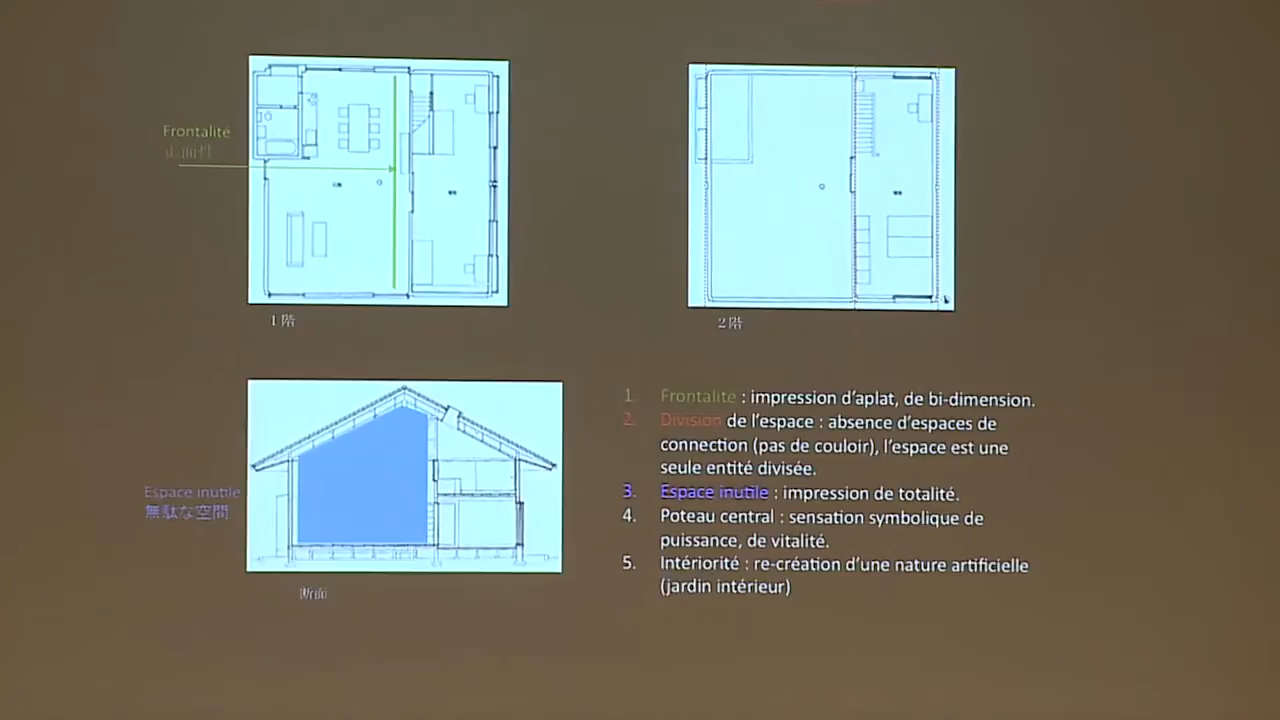 Frontalité
正面性
1階
2階
Espace inutile
無駄な空間
断面
1. Frontalité : impression d’aplat, de bi-dimension.
2. Division de l’espace : absence d’espaces de
connection (pas de couloir), l’espace est une
seule entité divisée.
3. Espace inutile : impression de totalité.
4. Poteau central : sensation symbolique de
puissance, de vitalité.
5. Intériorité : re-création d’une nature artificielle
(jardin intérieur)